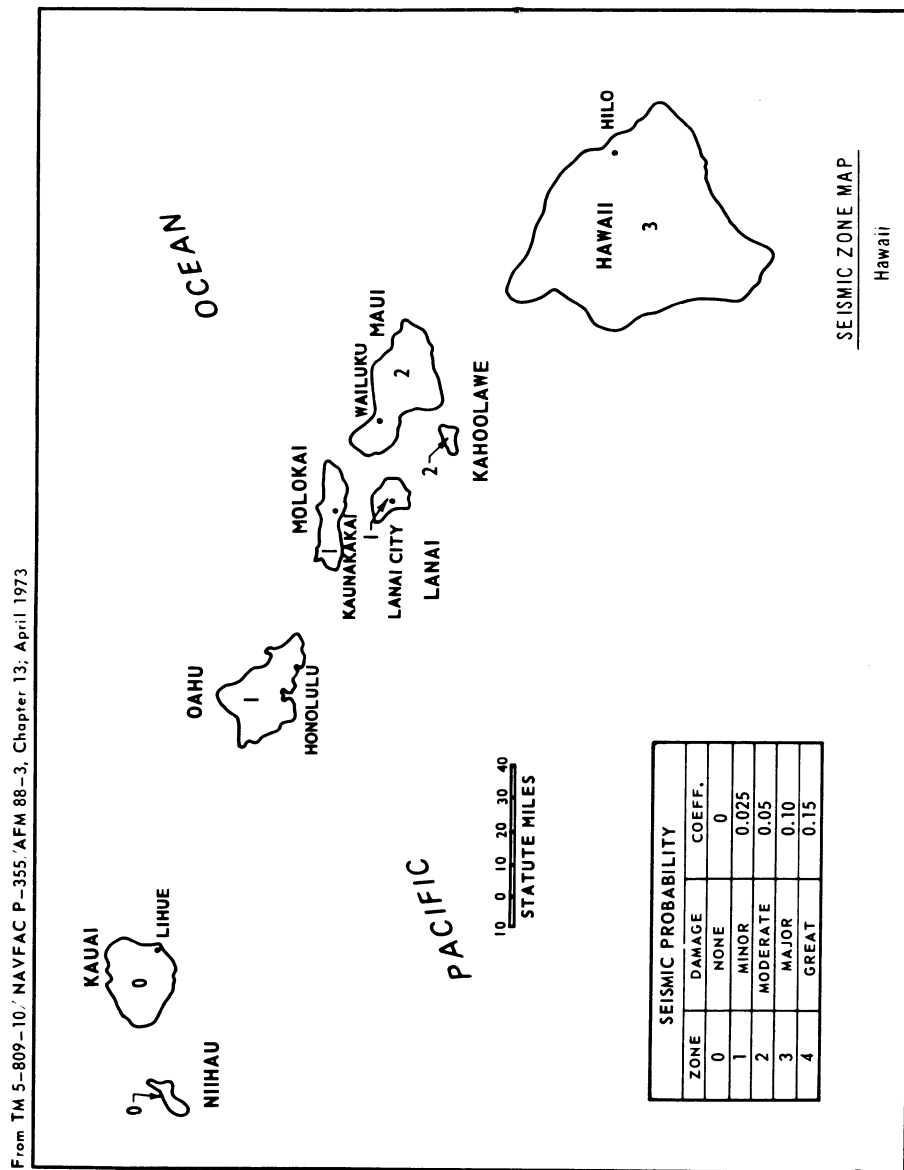 From TM 5-809-10/ NAVFAC P-355/AFM 88-3, Chapter 13; April 1973
KAUAI
0
LIHUE
0
NIIHAU
OAHU
1
HONOLULU
MOLOKAI
1
KAUNAKAKAI
1
LANAI CITY
LANAI
WAILUKU
MAUI
2
2
KAHOOLAWE
OCEAN
PACIFIC
HAWAII
3
HILO
10 0 10 20 30 40
STATUTE MILES
SEISMIC PROBABILITY
ZONE DAMAGE COEFF.
0 NONE 0
1 MINOR 0.025
2 MODERATE 0.05
3 MAJOR 0.10
4 GREAT 0.15
SEISMIC ZONE MAP
Hawaii